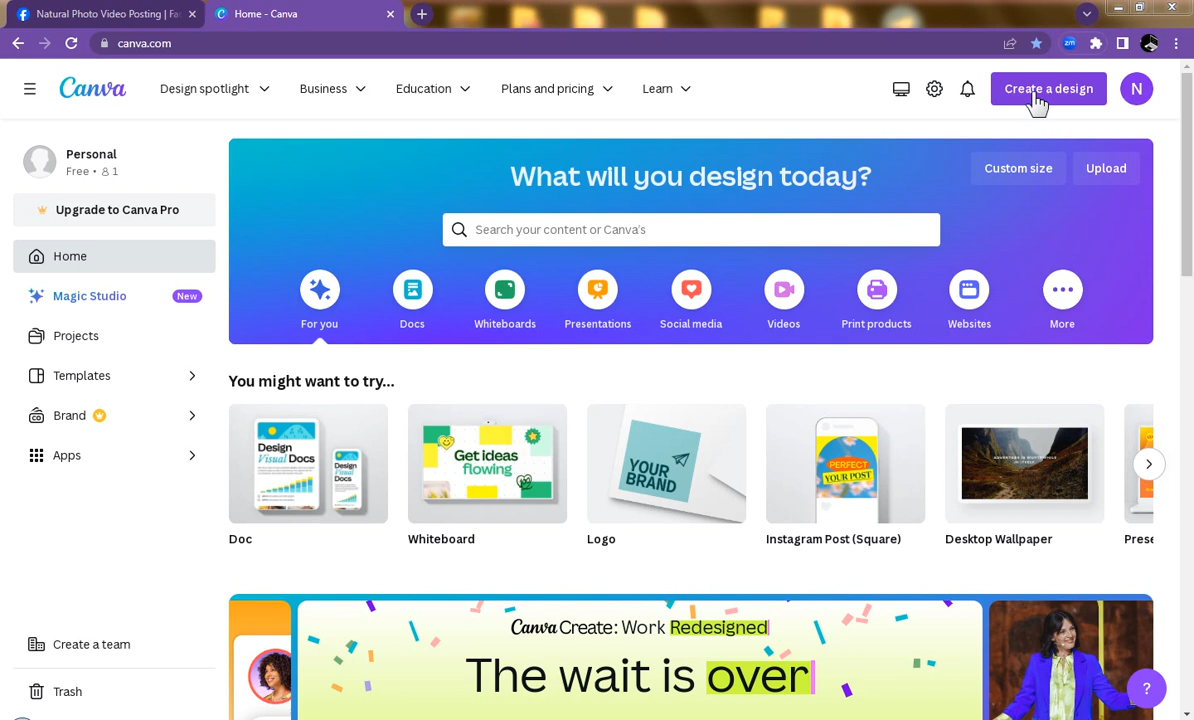 Natural Photo Video Posting | Fa
Home - Canva
canva.com
zm
Canva
Design spotlight
Business
Education
Plans and pricing
Learn
Create a design
N
Personal
Free • 1
Upgrade to Canva Pro
Home
Magic Studio
New
Projects
Templates
Brand
Apps
Create a team
Trash
What will you design today?
Custom size
Upload
Search your content or Canva's
For you
Docs
Whiteboards
Presentations
Social media
Videos
Print products
Websites
More
You might want to try...
Design
Visual Docs
Design
Visual
Docs
Get ideas
flowing
YOUR
BRAND
PERFECT
YOUR POST
Doc
Whiteboard
Logo
Instagram Post (Square)
Desktop Wallpaper
Prese
Canva Create: Work Redesigned
The wait is over
?